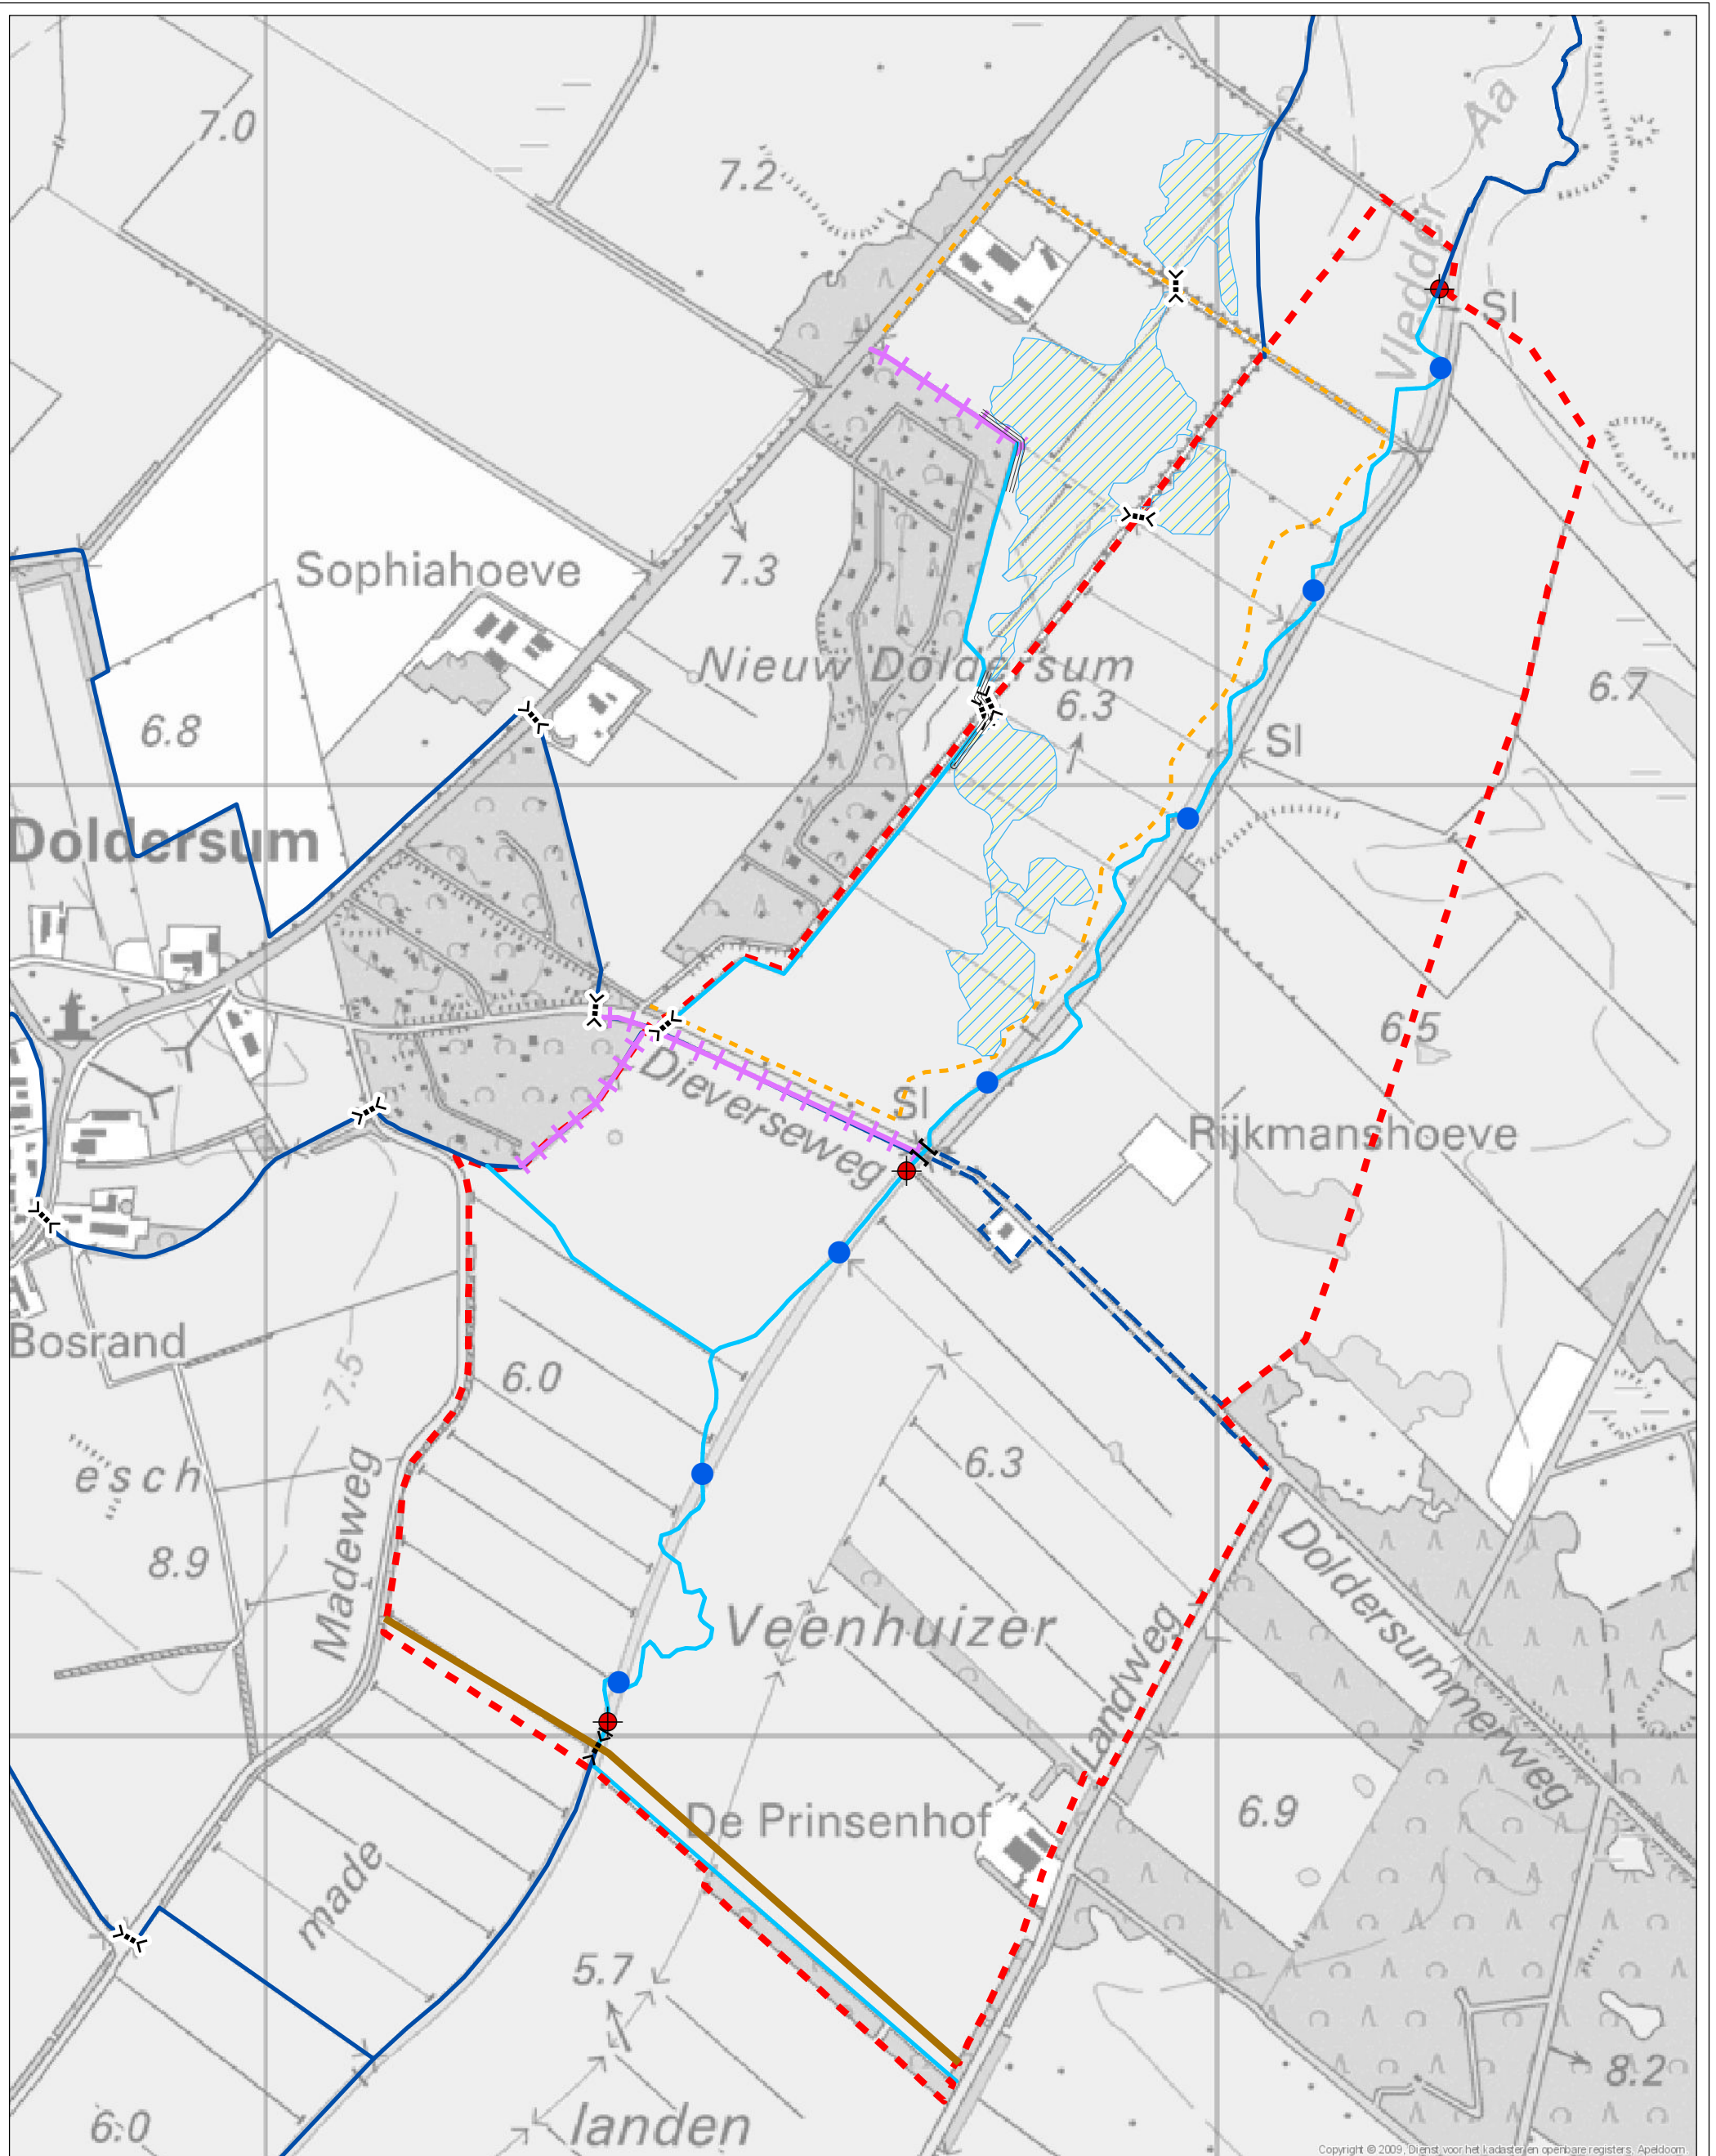 7.0
7.2
Aa
Vledder
Sl
Sophiahoeve
7.3
Nieuw Doldersum
6.3
6.7
6.8
Sl
Doldersum
6.5
Dieverseweg
Sl
Rijkmanshoeve
Bosrand
7.5
6.0
6.3
esch
Madeweg
8.9
Veenhuizer
Landweg
Doldersummerweg
De Prinsenhof
6.9
made
5.7
8.2
6.0
landen
Copyright © 2009, Dienst voor het kadaster en openbare registers, Apeldoorn